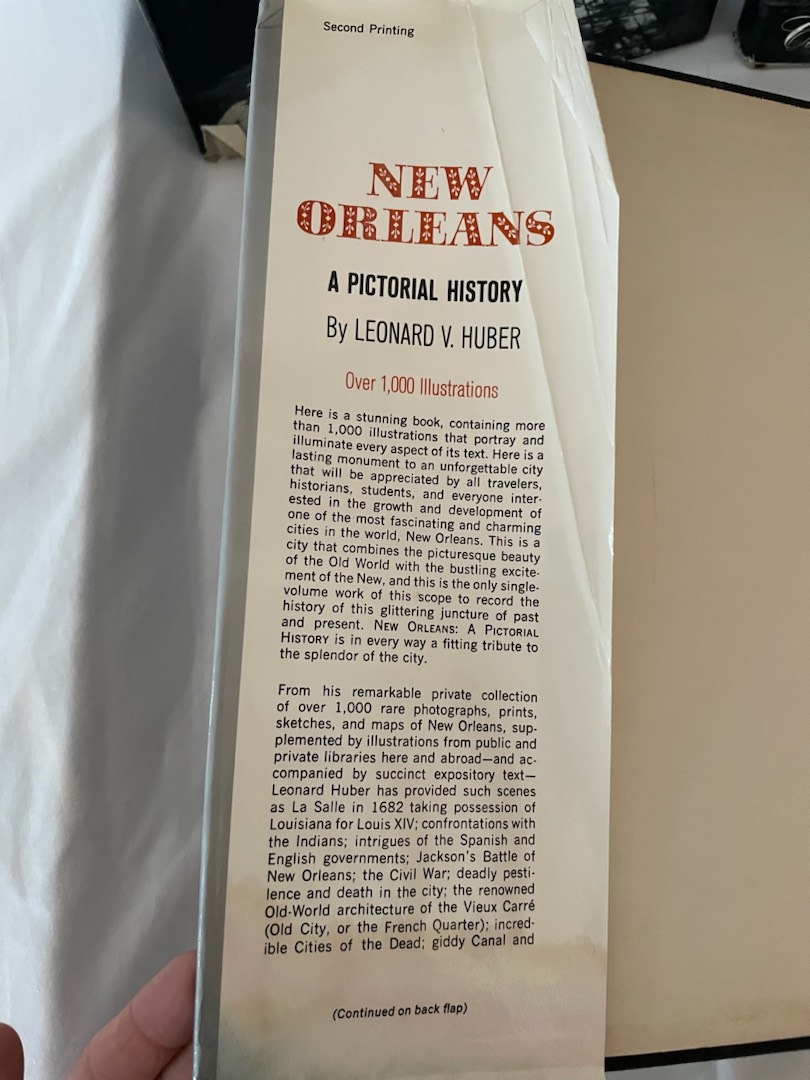 Second Printing
NEW
ORLEANS
A PICTORIAL HISTORY
By LEONARD V. HUBER
Over 1,000 Illustrations
Here is a stunning book, containing more
than 1,000 illustrations that portray and
illuminate every aspect of its text. Here is a
lasting monument to an unforgettable city
that will be appreciated by all travelers,
historians, students, and everyone inter-
ested in the growth and development of
one of the most fascinating and charming
cities in the world, New Orleans. This is a
city that combines the picturesque beauty
of the Old World with the bustling excite-
ment of the New, and this is the only single-
volume work of this scope to record the
history of this glittering juncture of past
and present. NEW ORLEANS: A PICTORIAL
HISTORY is in every way a fitting tribute to
the splendor of the city.
From his remarkable private collection
of over 1,000 rare photographs, prints,
sketches, and maps of New Orleans, sup-
plemented by illustrations from public and
private libraries here and abroad—and ac-
companied by succinct expository text—
Leonard Huber has provided such scenes
as La Salle in 1682 taking possession of
Louisiana for Louis XIV; confrontations with
the Indians; intrigues of the Spanish and
English governments; Jackson's Battle of
New Orleans; the Civil War; deadly pesti-
lence and death in the city; the renowned
Old-World architecture of the Vieux Carré
(Old City, or the French Quarter); incred-
ible Cities of the Dead; giddy Canal and
(Continued on back flap)